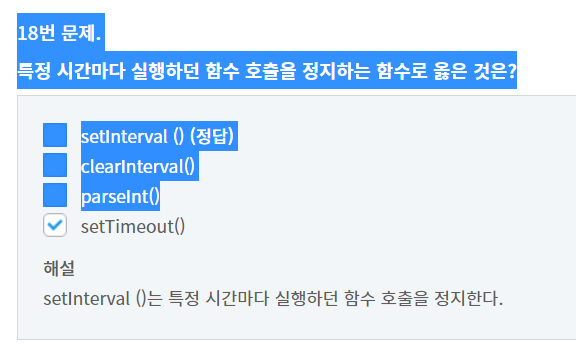 18번 문제.
특정 시간마다 실행하던 함수 호출을 정지하는 함수로 옳은 것은?
setInterval () (정답)
clearInterval()
parseInt()
setTimeout()
해설
setInterval ()는 특정 시간마다 실행하던 함수 호출을 정지한다.